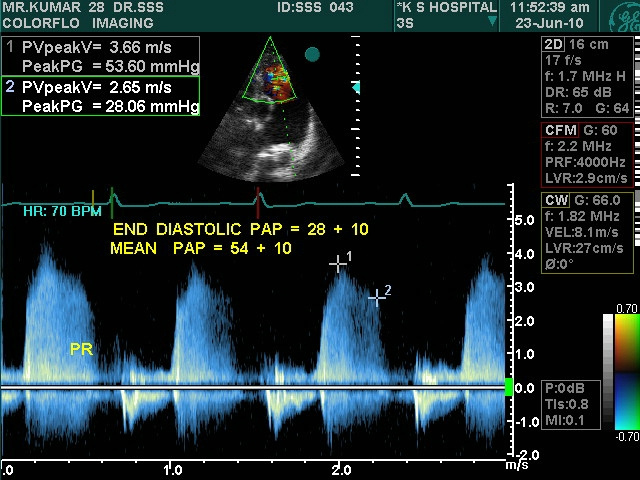 MR.KUMAR 28 DR.SSS ID:SSS 043 *K S HOSPITAL 11:52:39 am
COLORFLO IMAGING 3S 23-Jun-10
1 PVpeakV= 3.66 m/s
PeakPG = 53.60 mmHg
2 PVpeakV= 2.65 m/s
PeakPG = 28.06 mmHg
2D 16 cm
17 f/s
f: 1.7 MHz H
DR: 65 dB
R: 7.0 G: 64
CFM G: 60
f: 2.2 MHz
PRF:4000Hz
LVR:2.9cm/s
CW G: 66.0
f: 1.82 MHz
VEL:8.1m/s
LVR:27cm/s
Ø:0°
HR: 70 BPM
END DIASTOLIC PAP = 28 + 10
MEAN PAP = 54 + 10
5.0
4.0
3.0
2.0
1.0
0.0
-1.0
-2.0
m/s
1
2
PR
0.70
-0.70
P:0dB
TIs:0.8
MI:0.1
.0 1.0 2.0